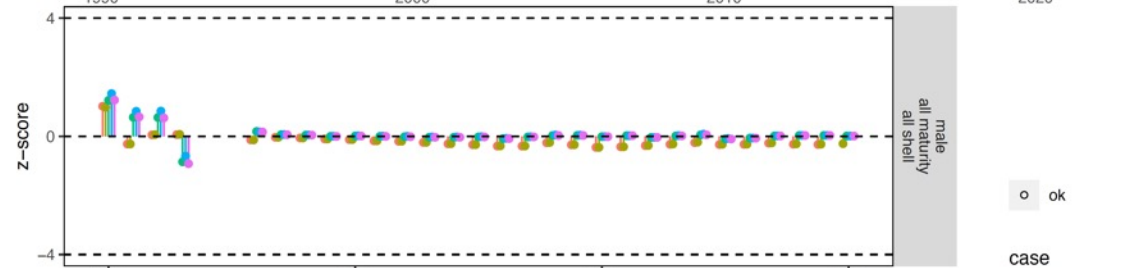 4
z−score
0
−4
male
all maturity
all shell
ok
case